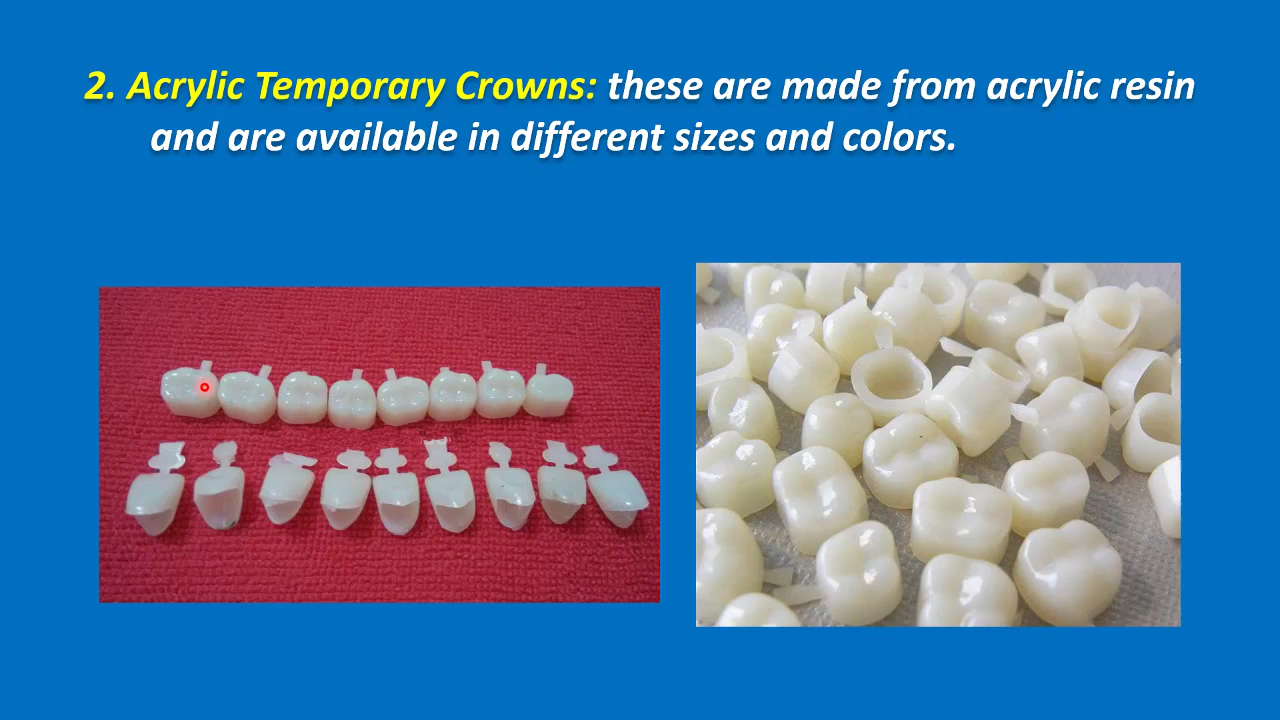 2. Acrylic Temporary Crowns: these are made from acrylic resin
and are available in different sizes and colors.